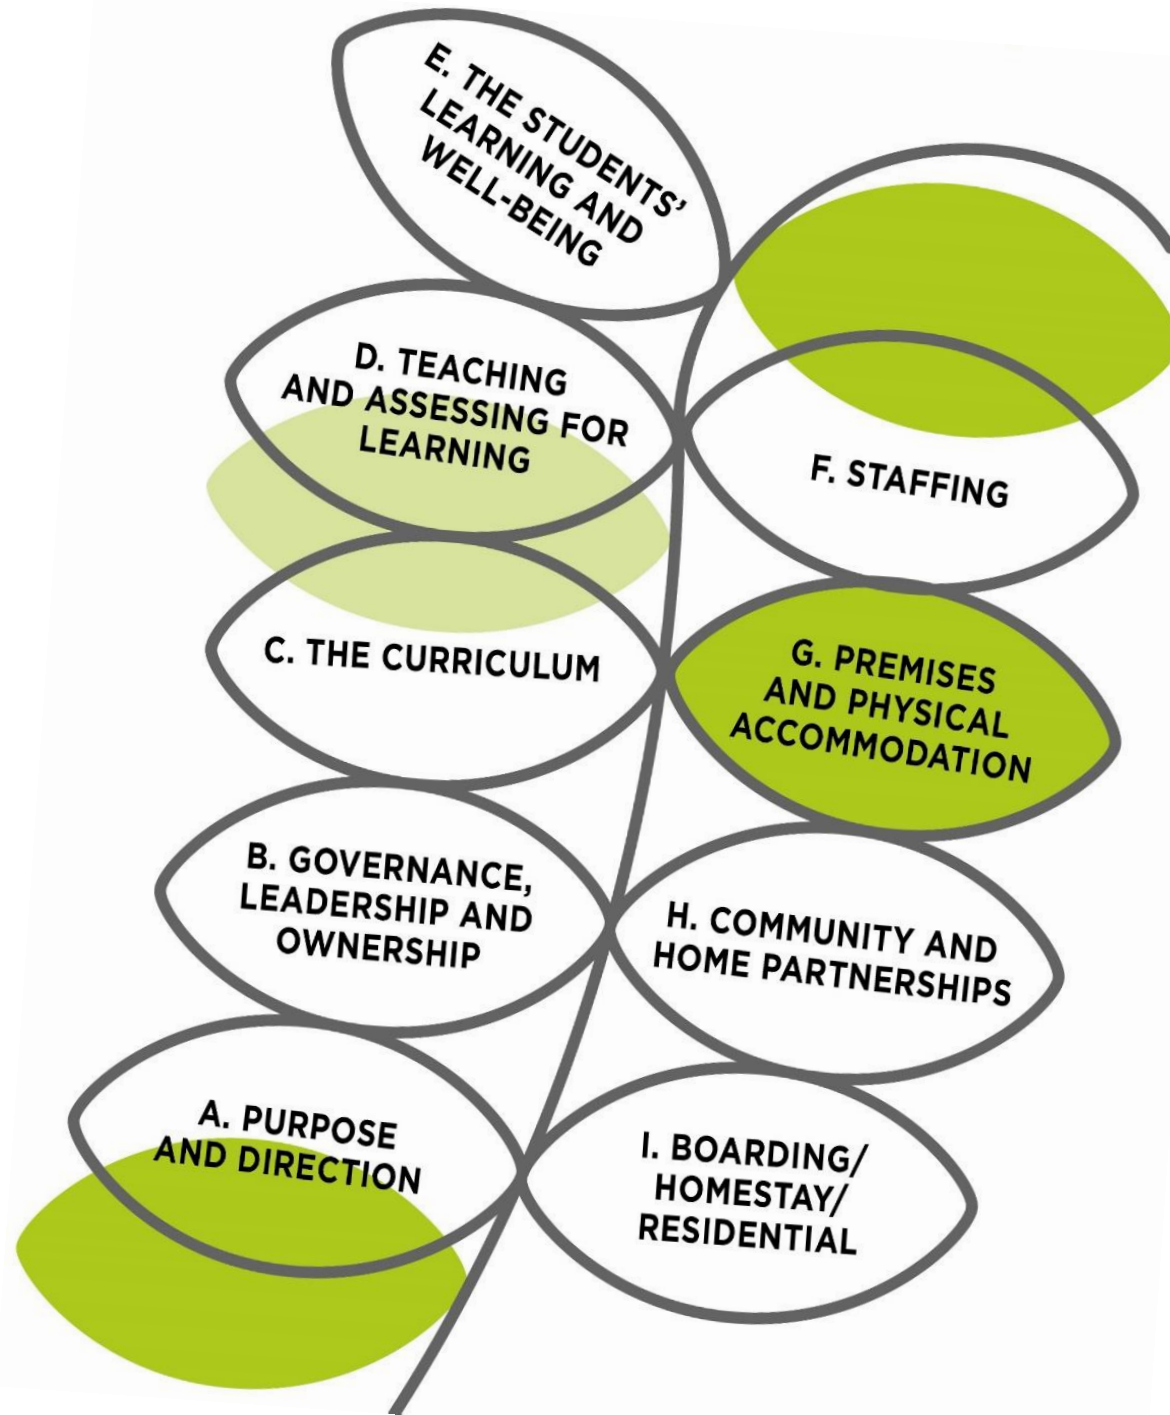 E. THE STUDENTS'
LEARNING AND
WELL-BEING
D. TEACHING
AND ASSESSING FOR
LEARNING
F. STAFFING
C. THE CURRICULUM
G. PREMISES
AND PHYSICAL
ACCOMMODATION
B. GOVERNANCE,
LEADERSHIP AND
OWNERSHIP
H. COMMUNITY AND
HOME PARTNERSHIPS
A. PURPOSE
AND DIRECTION
I. BOARDING/
HOMESTAY/
RESIDENTIAL